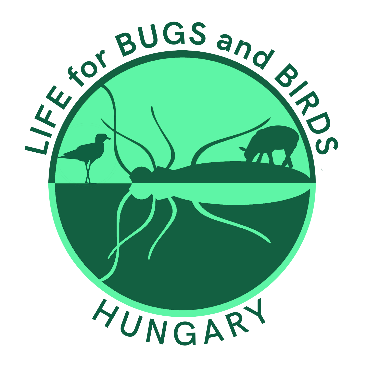 LIFE for BUGS and BIRDS
HUNGARY